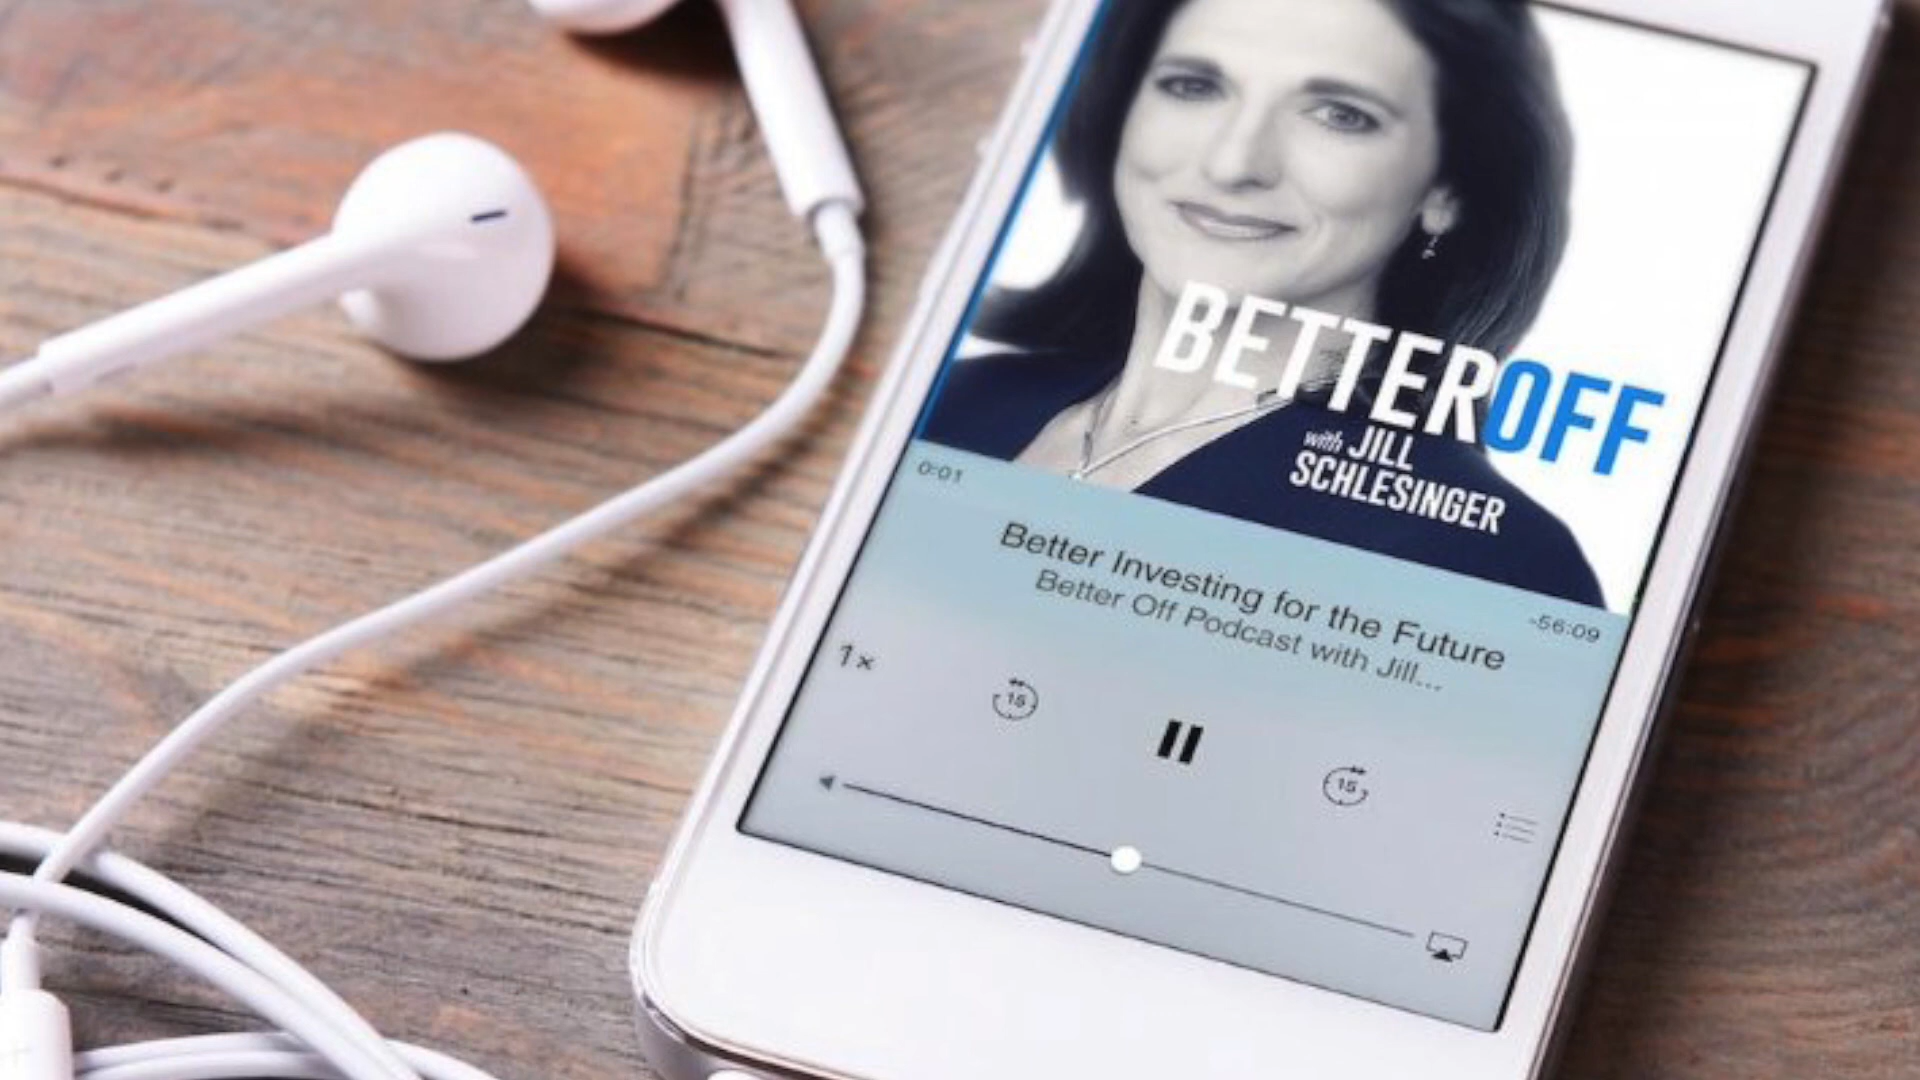 BETTEROFF
with JILL
SCHLESINGER
0:01
-56:09
Better Investing for the Future
Better Off Podcast with Jill...
1x
15
15